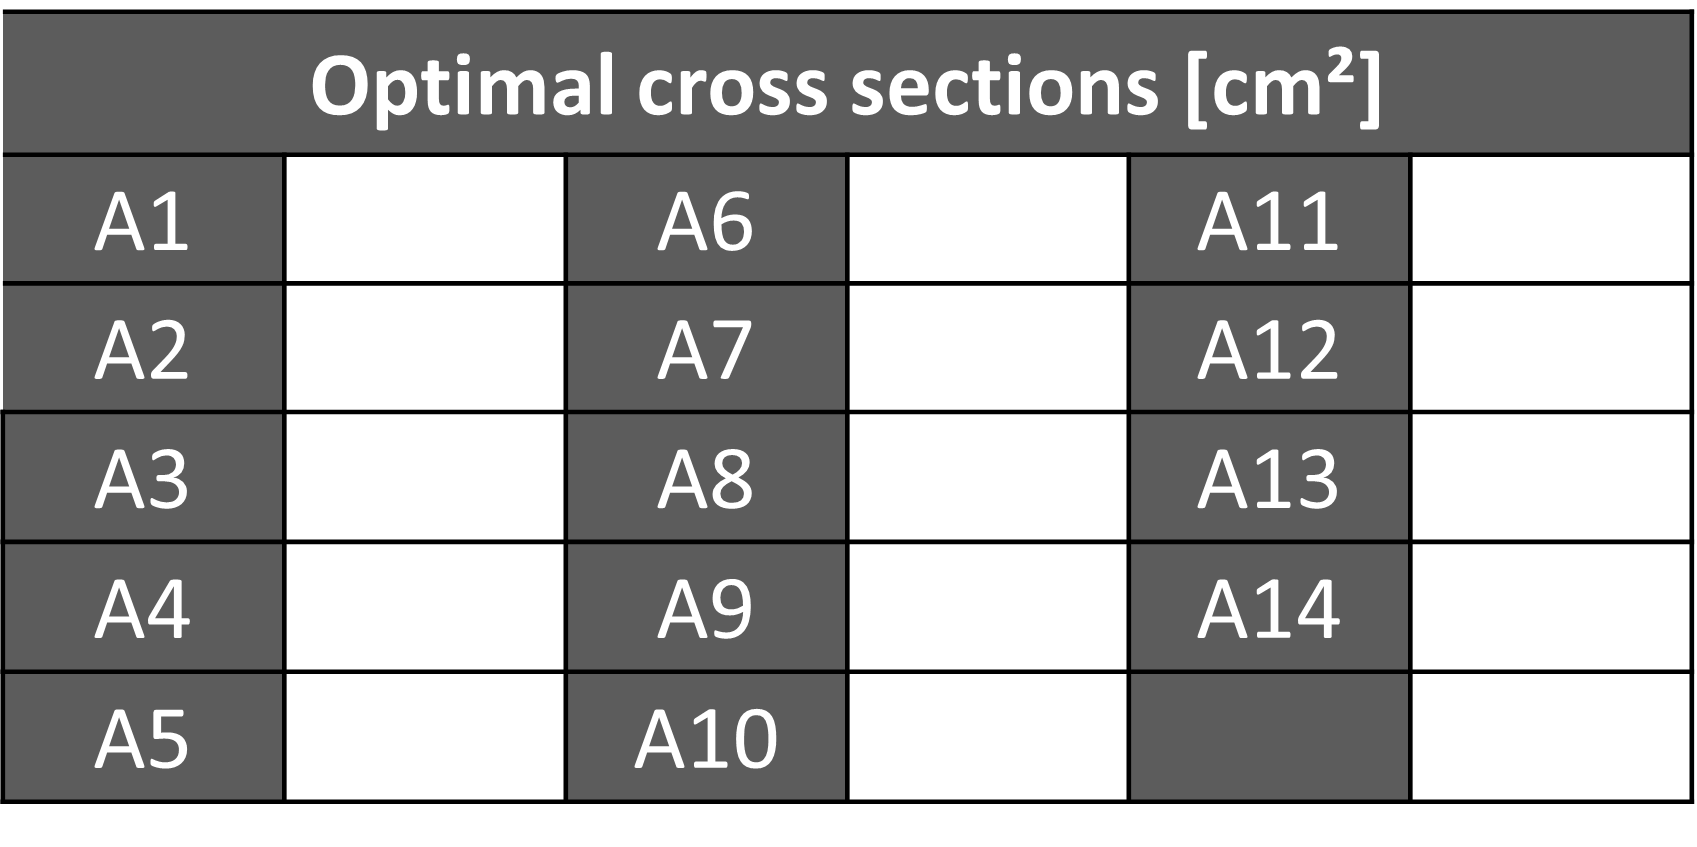 Optimal cross sections [cm²]
A1 A6 A11
A2 A7 A12
A3 A8 A13
A4 A9 A14
A5 A10